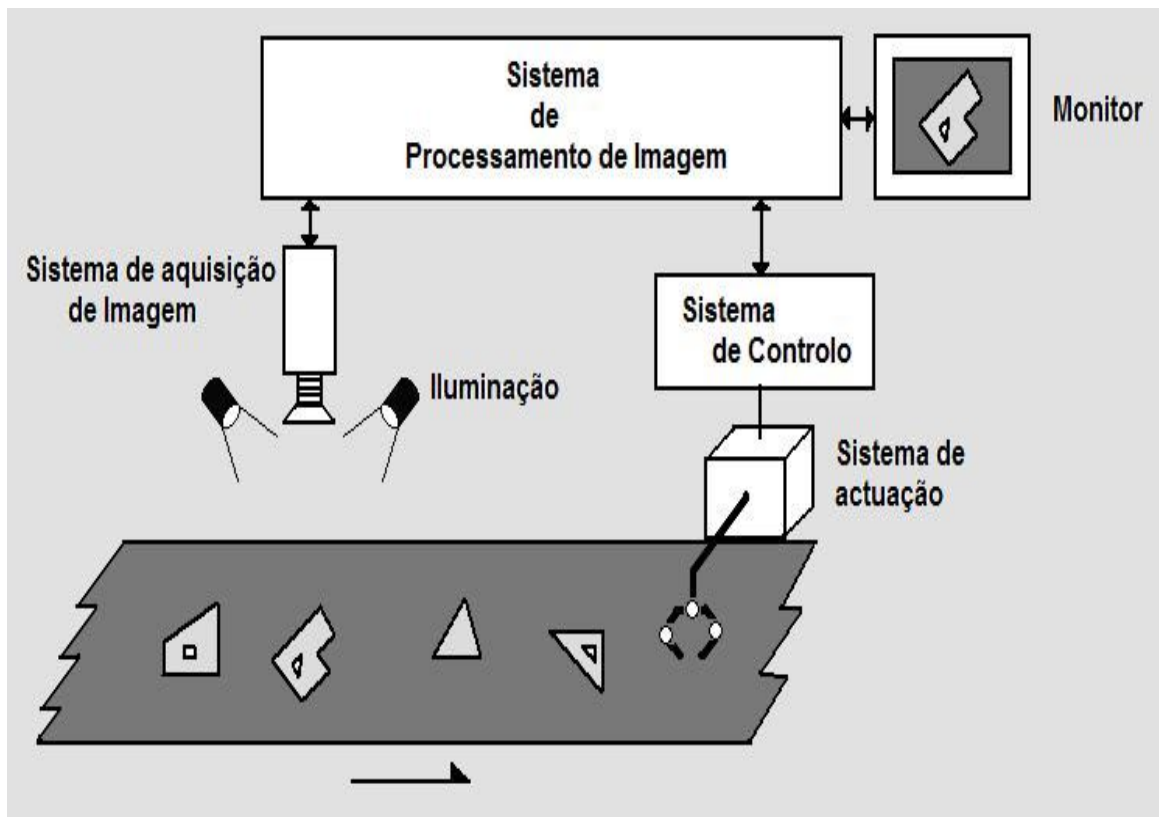 Sistema
de
Processamento de Imagem
Monitor
Sistema de aquisição
de Imagem
Iluminação
Sistema
de Controlo
Sistema de
actuação